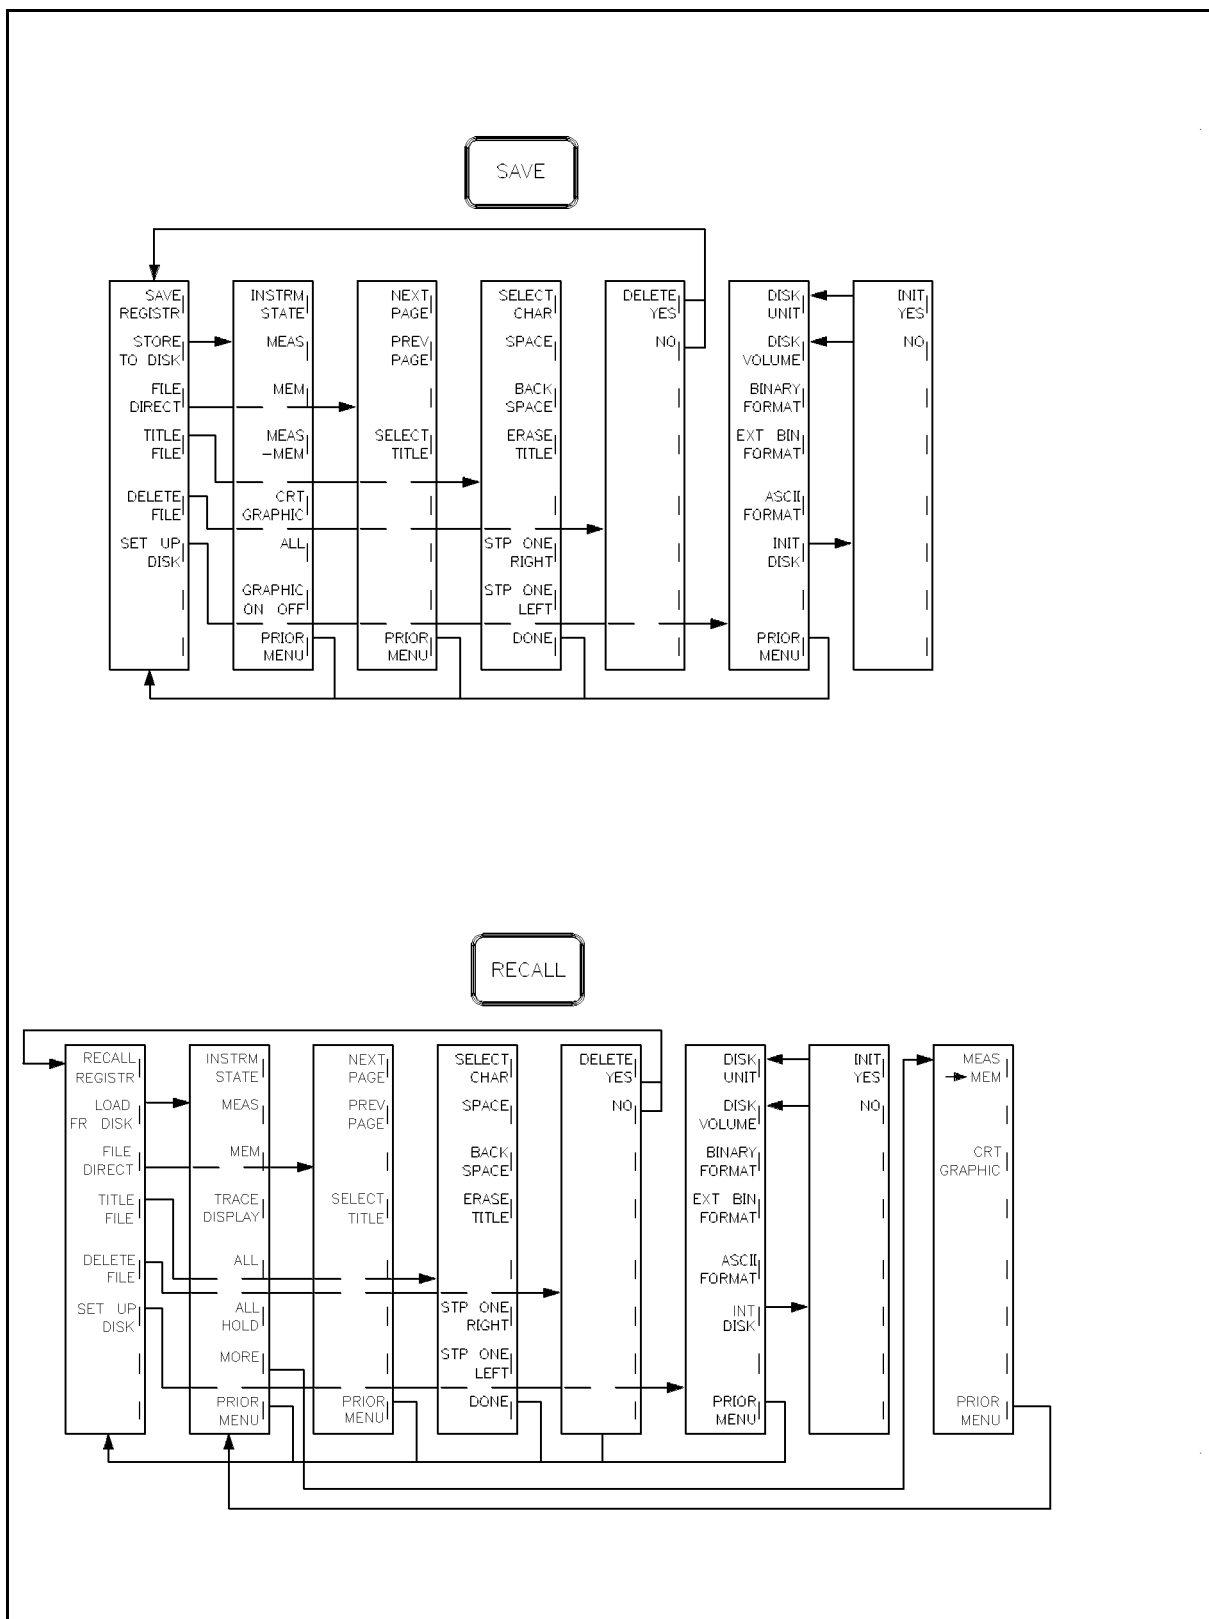 SAVE
SAVE
REGISTR
STORE
TO DISK
FILE
DIRECT
TITLE
FILE
DELETE
FILE
SET UP
DISK
INSTRM
STATE
MEAS
MEM
MEAS
-MEM
CRT
GRAPHIC
ALL
GRAPHIC
ON OFF
PRIOR
MENU
NEXT
PAGE
PREV
PAGE
SELECT
TITLE
PRIOR
MENU
SELECT
CHAR
SPACE
BACK
SPACE
ERASE
TITLE
STP ONE
RIGHT
STP ONE
LEFT
DONE
DELETE
YES
NO
DISK
UNIT
DISK
VOLUME
BINARY
FORMAT
EXT BIN
FORMAT
ASCII
FORMAT
INIT
DISK
PRIOR
MENU
INIT
YES
NO
RECALL
RECALL
REGISTR
LOAD
FR DISK
FILE
DIRECT
TITLE
FILE
DELETE
FILE
SET UP
DISK
INSTRM
STATE
MEAS
MEM
TRACE
DISPLAY
ALL
ALL
HOLD
MORE
PRIOR
MENU
NEXT
PAGE
PREV
PAGE
SELECT
TITLE
PRIOR
MENU
SELECT
CHAR
SPACE
BACK
SPACE
ERASE
TITLE
STP ONE
RIGHT
STP ONE
LEFT
DONE
DELETE
YES
NO
DISK
UNIT
DISK
VOLUME
BINARY
FORMAT
EXT BIN
FORMAT
ASCII
FORMAT
INT
DISK
PRIOR
MENU
INIT
YES
NO
MEAS
→ MEM
CRT
GRAPHIC
PRIOR
MENU